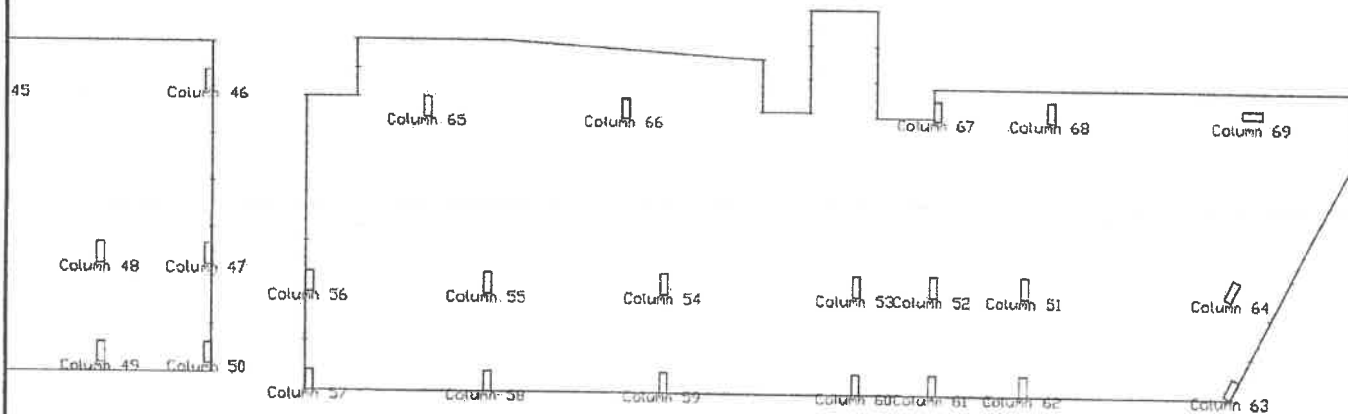 45
Column 46
Column 65
Column 66
Column 67
Column 68
Column 69
Column 48
Column 47
Column 56
Column 55
Column 54
Column 53
Column 52
Column 51
Column 64
Column 49
Column 50
Column 57
Column 58
Column 59
Column 60
Column 61
Column 62
Column 63